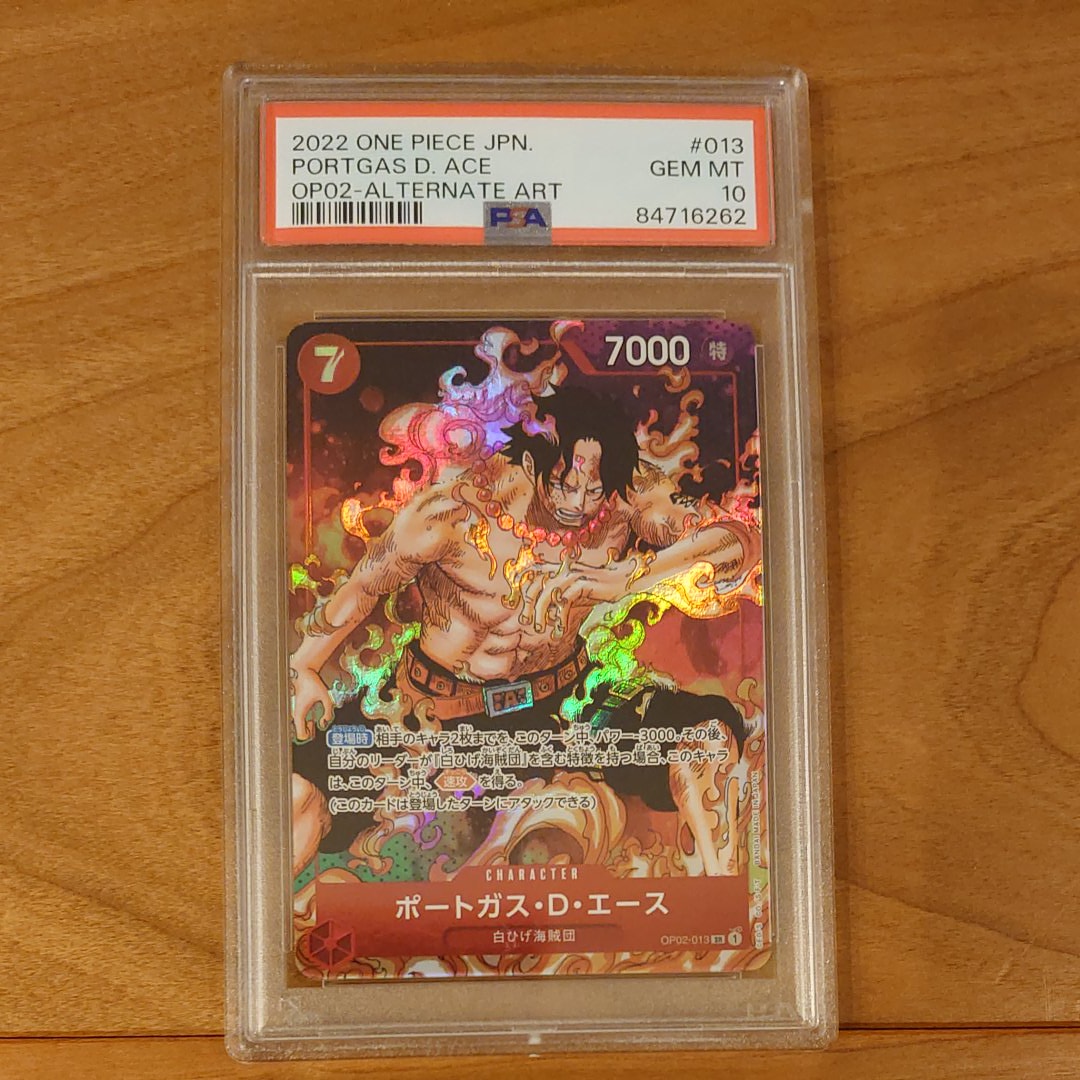 2022 ONE PIECE JPN.
#013
PORTGAS D. ACE
GEM MT
OP02-ALTERNATE ART
10
PSA
84716262
7
7000
特
登場時 相手のキャラ2枚までを、このターン中、パワー-3000。その後、
自分のリーダーが「白ひげ海賊団」を含む特徴を持つ場合、このキャラ
は、このターン中、速攻を得る。
(このカードは登場したターンにアタックできる)
CHARACTER
ポートガス・D・エース
白ひげ海賊団
OP02-013 SR 1